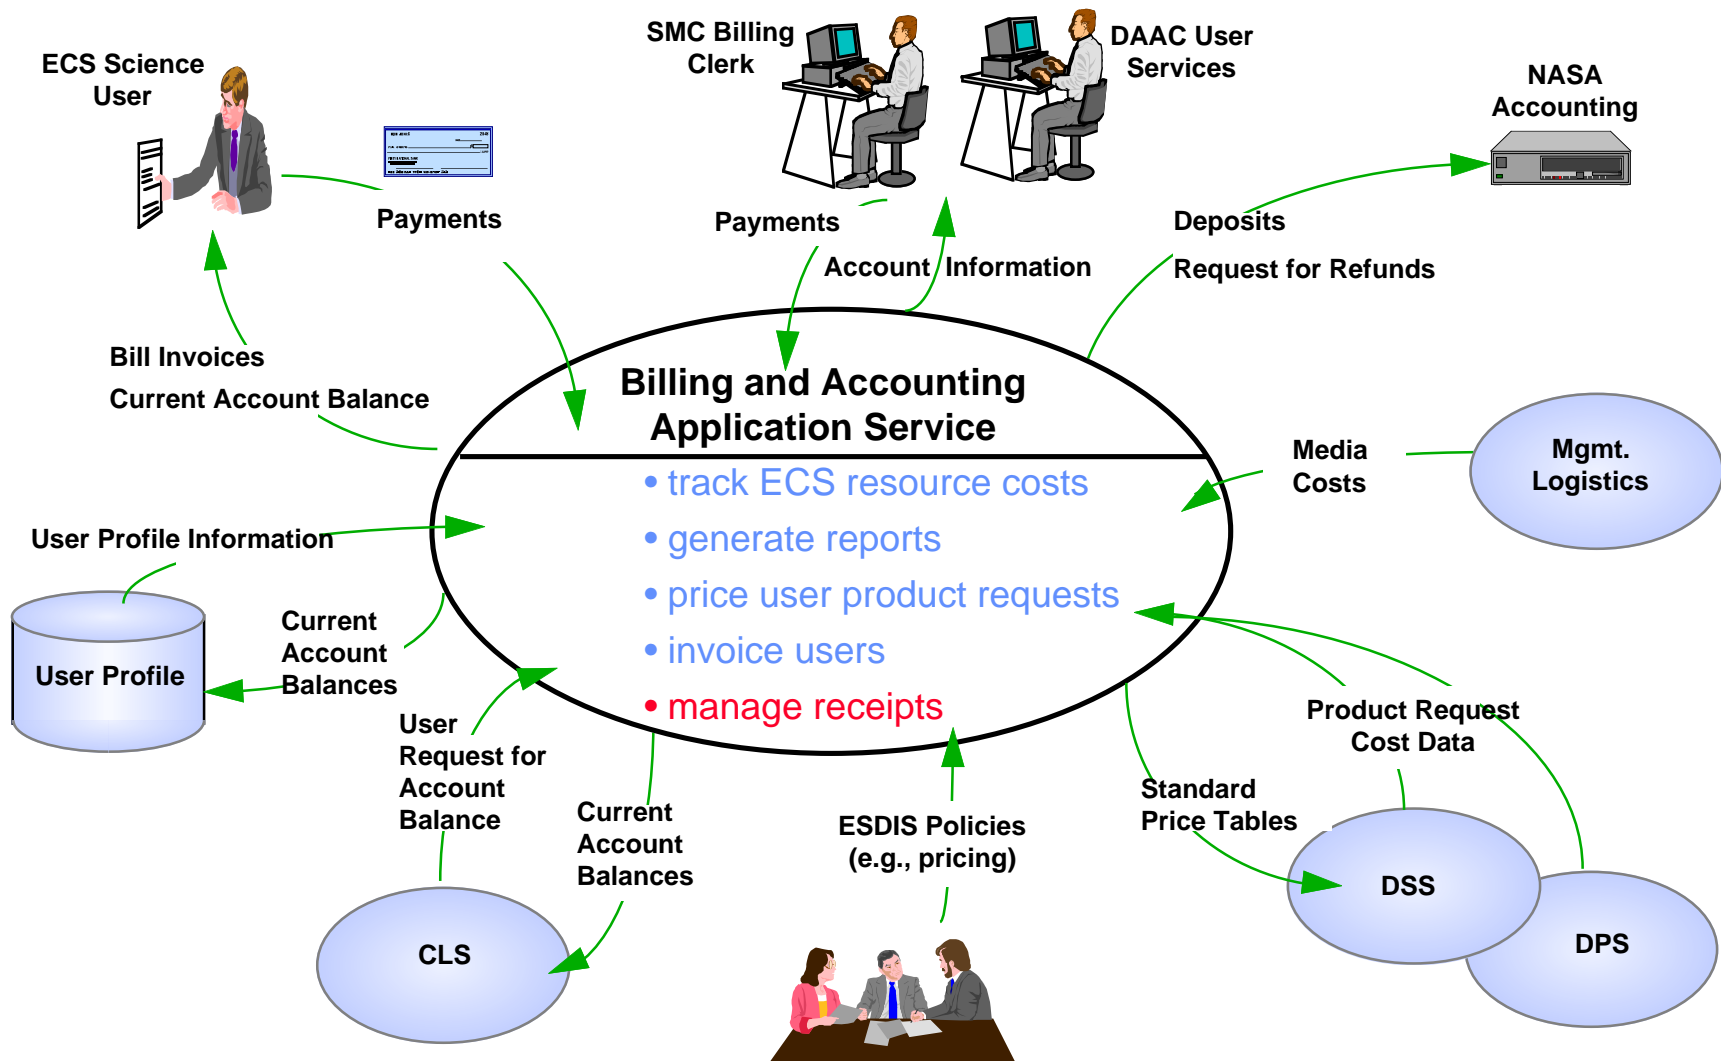 SMC Billing
Clerk
DAAC User
Services
ECS Science
User
NASA
Accounting
Payments
Payments
Deposits
Account Information
Request for Refunds
Bill Invoices
Current Account Balance
Billing and Accounting
Application Service
Media
Costs
Mgmt.
Logistics
• track ECS resource costs
• generate reports
• price user product requests
• invoice users
• manage receipts
User Profile Information
Current
Account
Balances
User Profile
User
Request for
Account
Balance
Current
Account
Balances
ESDIS Policies
(e.g., pricing)
Product Request
Cost Data
Standard
Price Tables
CLS
DSS
DPS